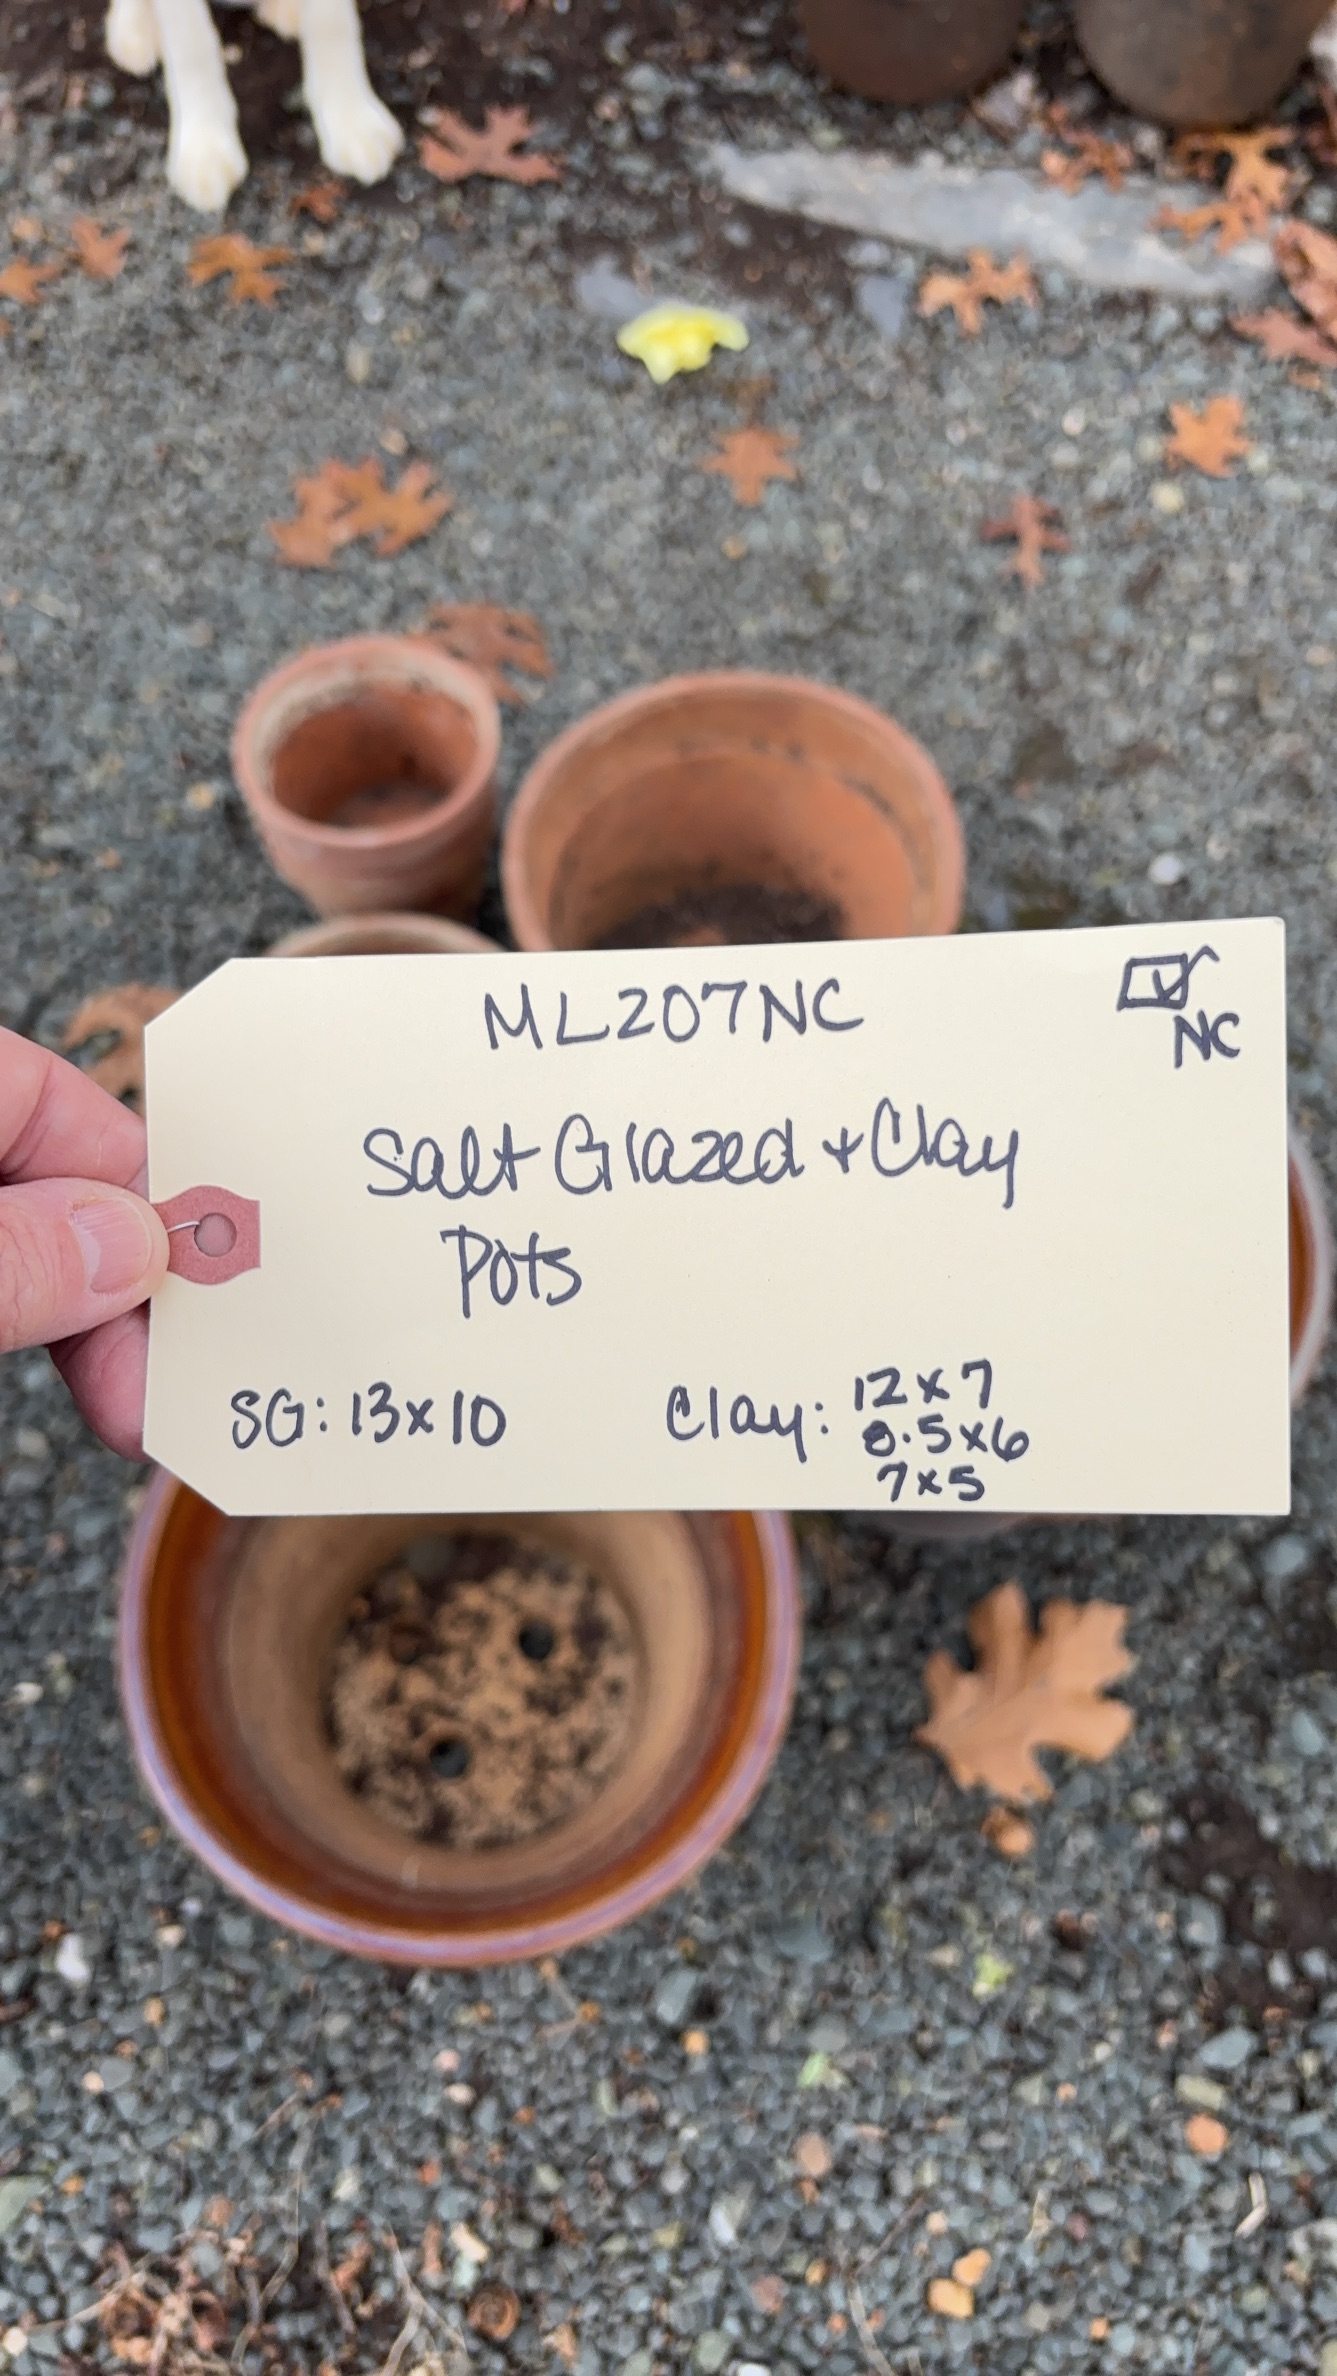 ML207NC
NC
Salt Glazed + Clay
Pots
SG: 13x10
Clay: 12x7
8.5x6
7x5